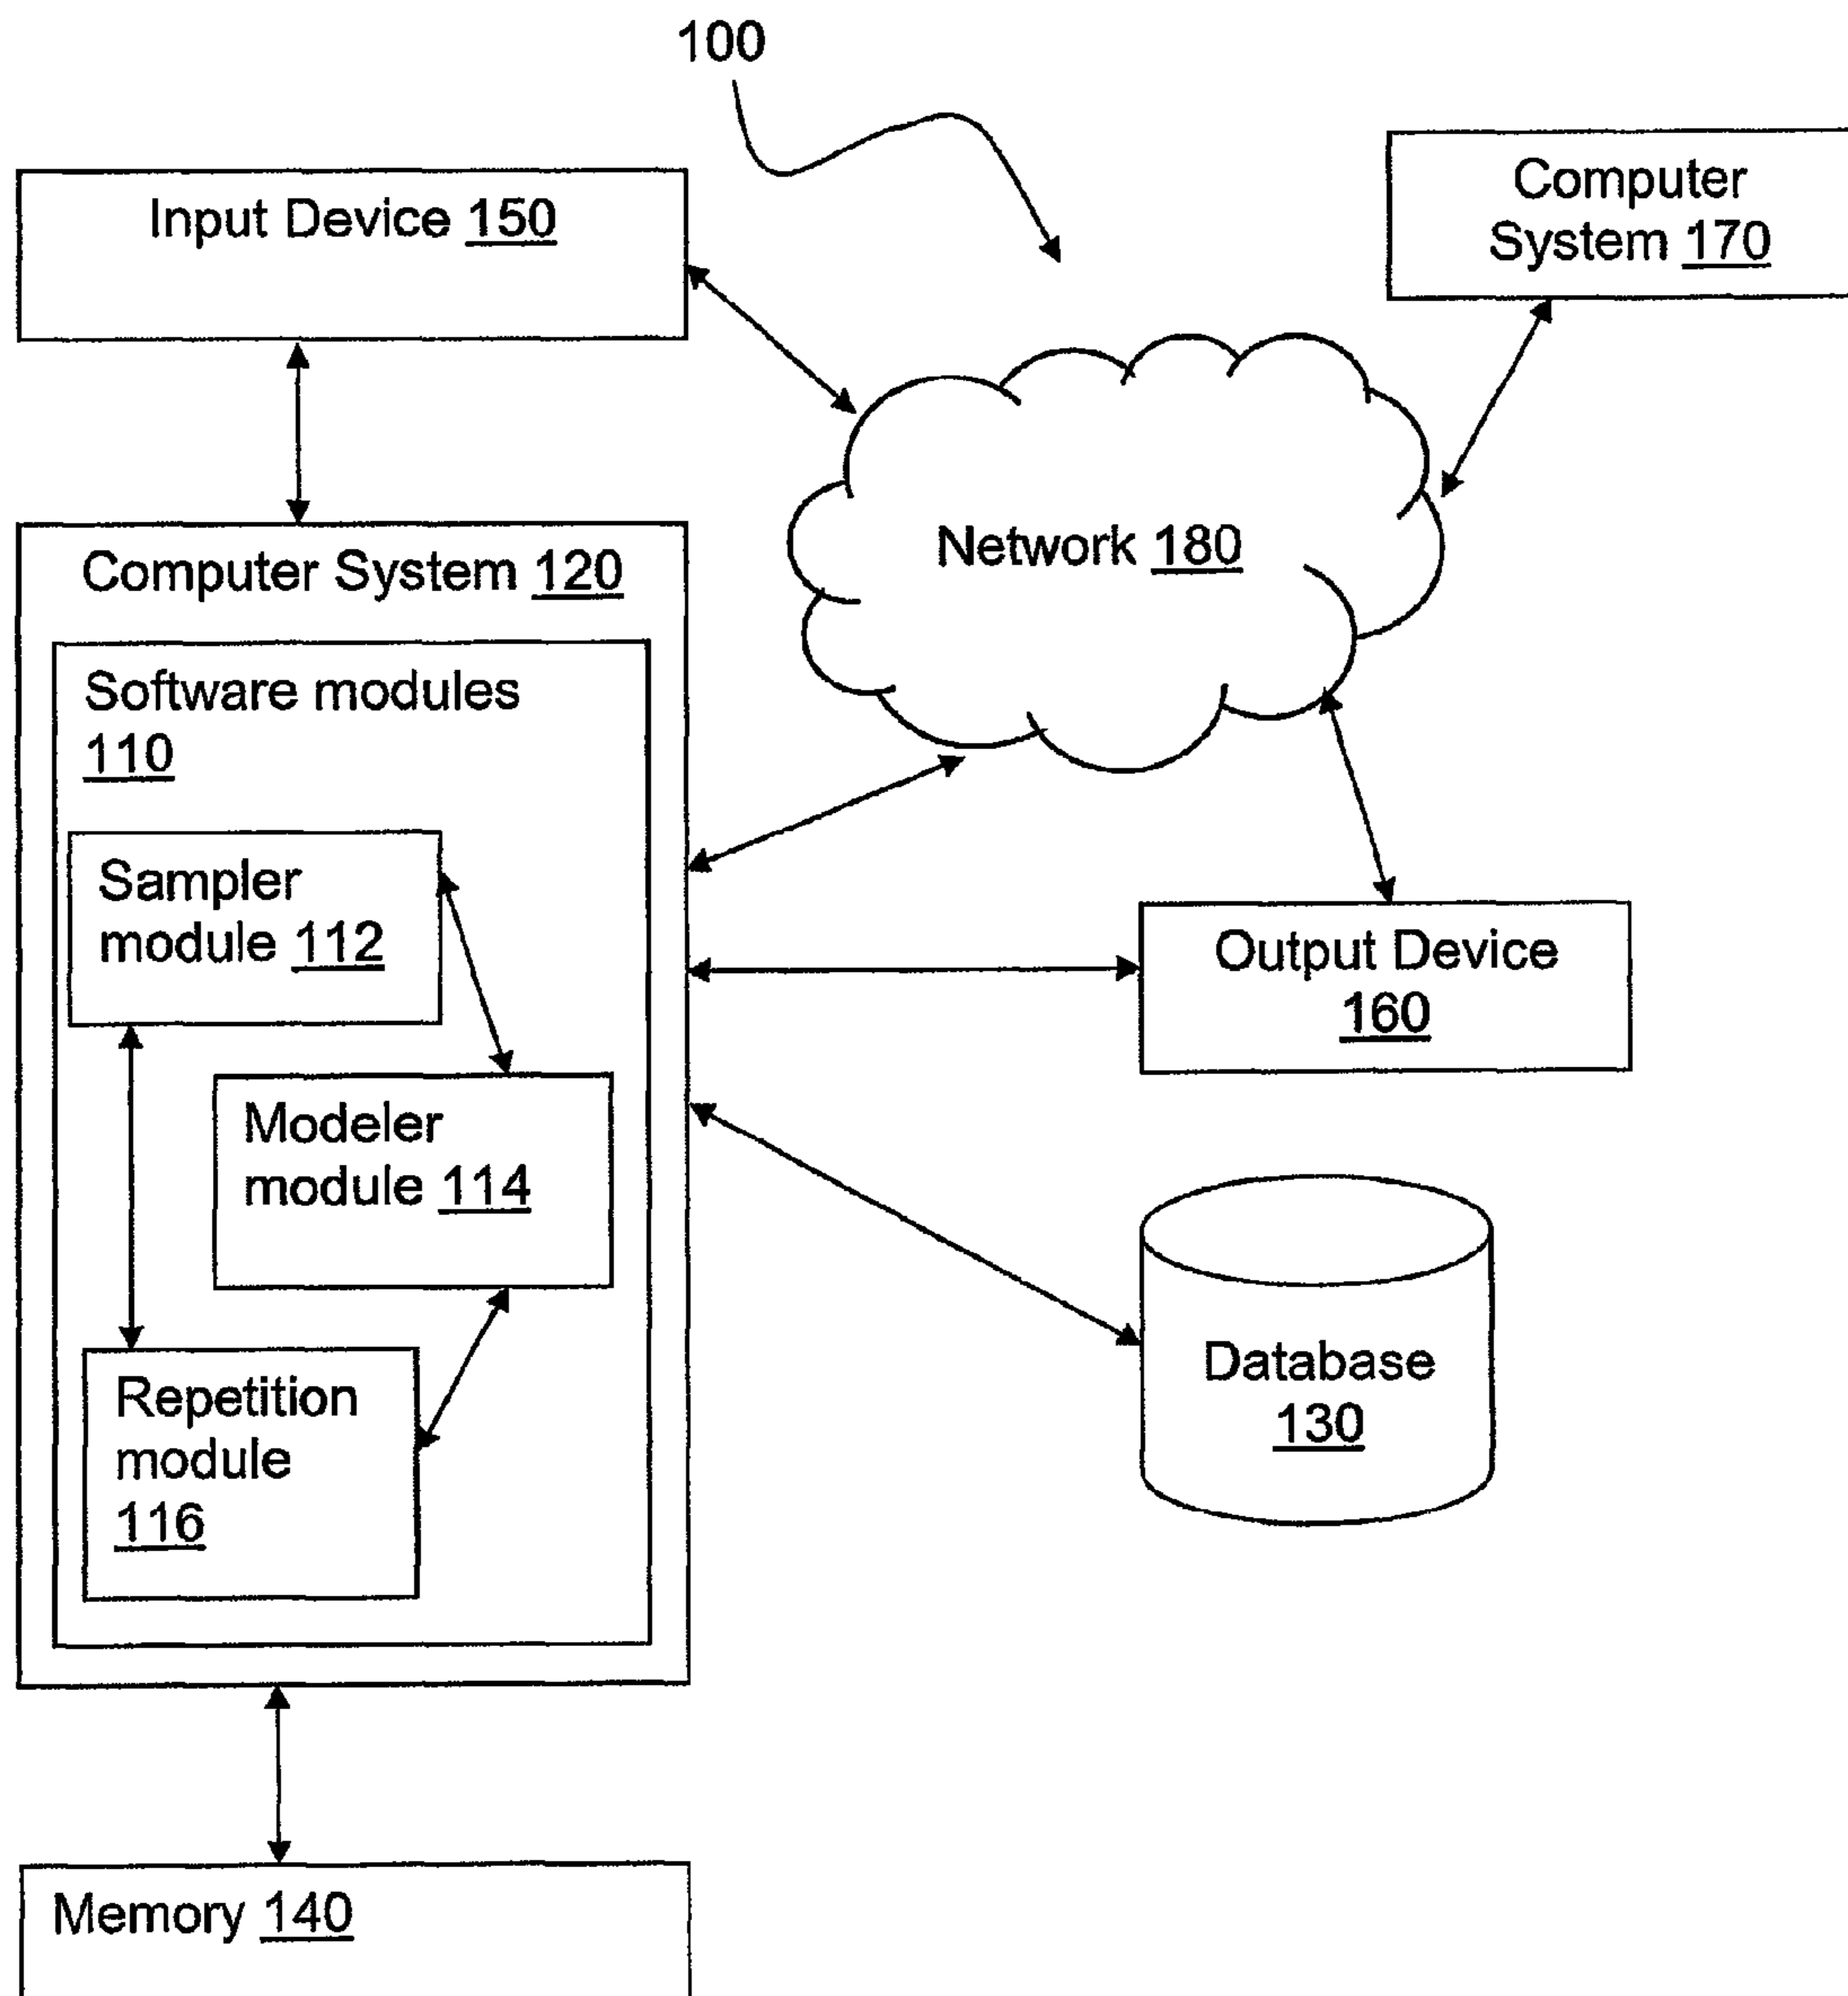 100
Input Device 150
Computer
System 170
Network 180
Computer System 120
Software modules
110
Sampler
module 112
Output Device
160
Modeler
module 114
Database
130
Repetition
module
116
Memory 140